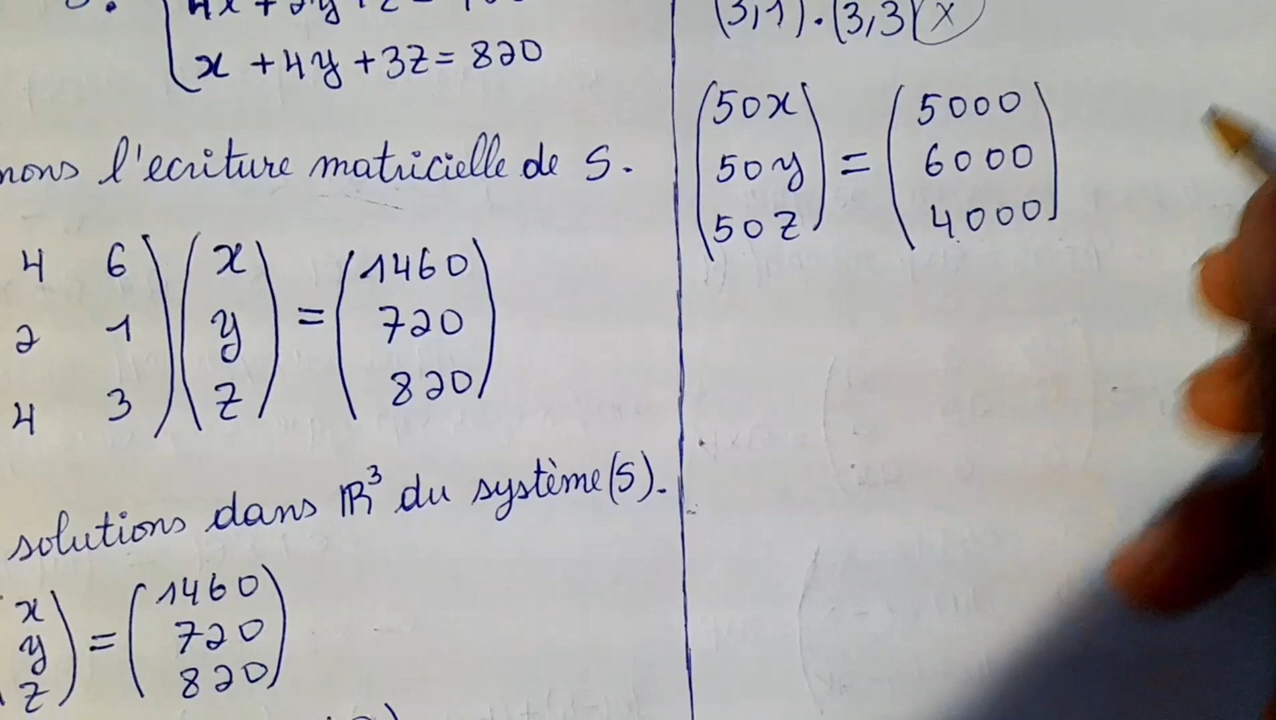 x + 4y + 3z = 820
l'ecriture matricielle de S.
4 6 x 1460
2 1 y = 720
4 3 z 820
solutions dans R³ du système (S).
x 1460
y = 720
z 820
(3,1) · (3,3) x
50x 5000
50y = 6000
50z 4000